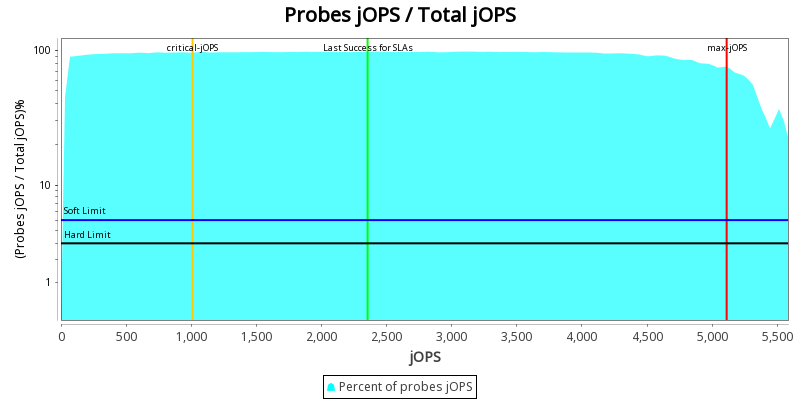 Probes jOPS / Total jOPS
(Probes jOPS / Total jOPS)%
100
10
1
critical-jOPS
Last Success for SLAs
max-jOPS
Soft Limit
Hard Limit
0 500 1,000 1,500 2,000 2,500 3,000 3,500 4,000 4,500 5,000 5,500
jOPS
Percent of probes jOPS